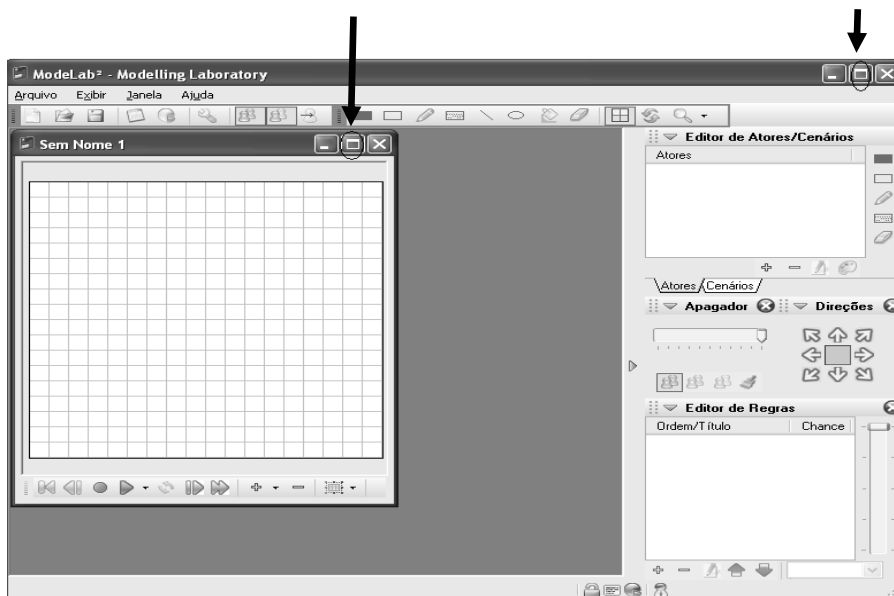 ModeLab² - Modelling Laboratory
Arquivo Exibir Janela Ajuda
Sem Nome 1
Editor de Atores/Cenários
Atores
Atores Cenários
Apagador Direções
Editor de Regras
Ordem/Título Chance